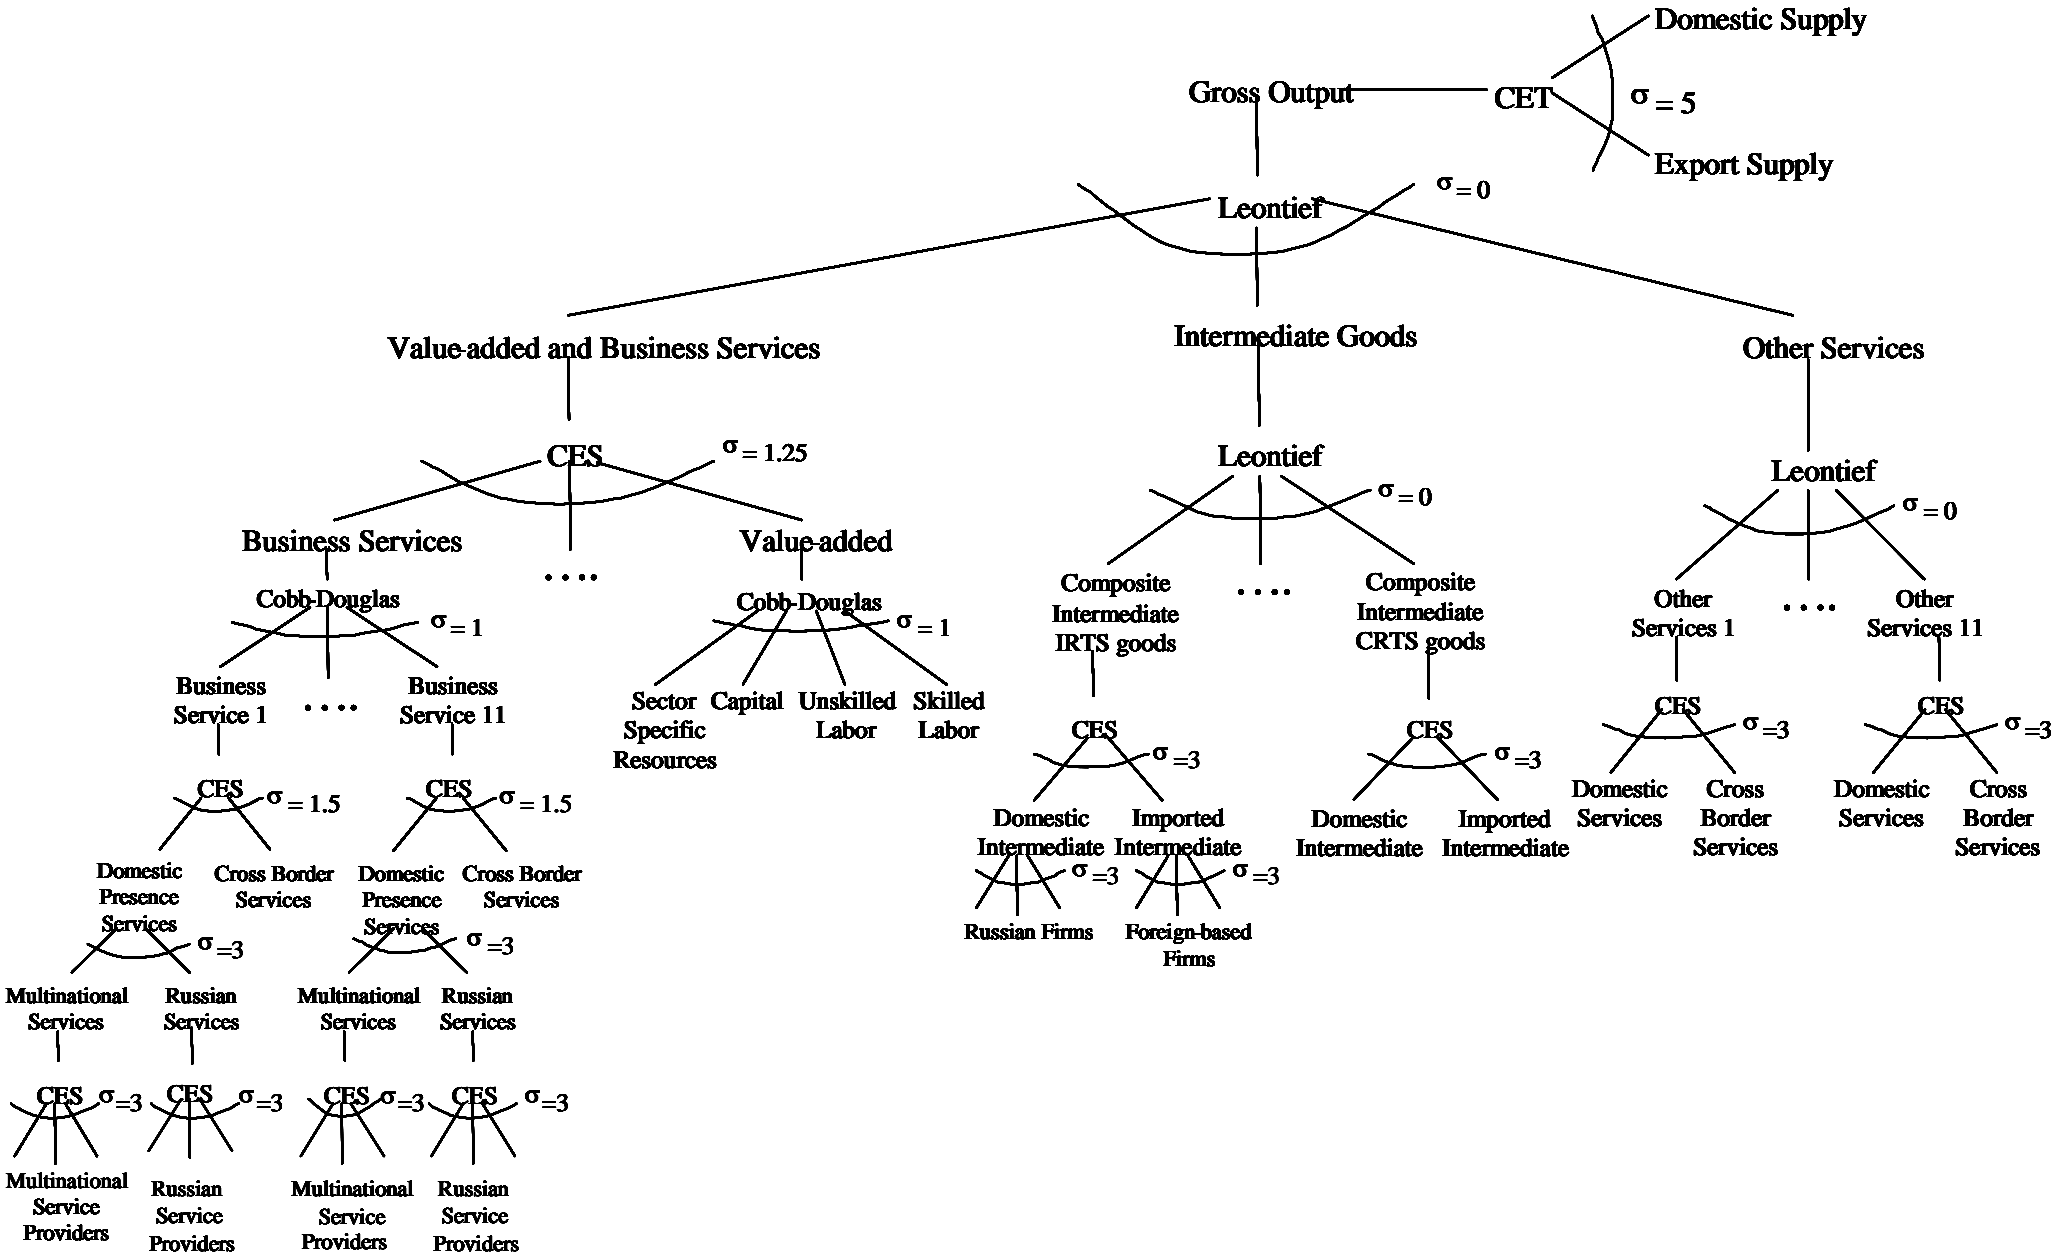 Domestic Supply
Gross Output
CET
σ = 5
Export Supply
σ = 0
Leontief
Value-added and Business Services
Intermediate Goods
Other Services
CES
σ = 1.25
Leontief
σ = 0
Leontief
σ = 0
Business Services
. . . .
Value-added
Cobb-Douglas
σ = 1
Cobb-Douglas
σ = 1
Composite
Intermediate
IRTS goods
. . . .
Composite
Intermediate
CRTS goods
Other
Services 1
. . . .
Other
Services 11
Business
Service 1
. . . .
Business
Service 11
Sector
Specific
Resources
Capital
Unskilled
Labor
Skilled
Labor
CES
σ = 1.5
CES
σ = 1.5
CES
σ =3
CES
σ =3
CES
σ =3
CES
σ =3
Domestic
Intermediate
Imported
Intermediate
Domestic
Intermediate
Imported
Intermediate
Domestic
Services
Cross
Border
Services
Domestic
Services
Cross
Border
Services
Domestic
Presence
Services
Cross Border
Services
Domestic
Presence
Services
Cross Border
Services
σ =3
σ =3
Russian Firms
Foreign-based
Firms
σ =3
σ =3
Multinational
Services
Russian
Services
Multinational
Services
Russian
Services
CES
σ =3
CES
σ =3
CES
σ =3
CES
σ =3
Multinational
Service
Providers
Russian
Service
Providers
Multinational
Service
Providers
Russian
Service
Providers